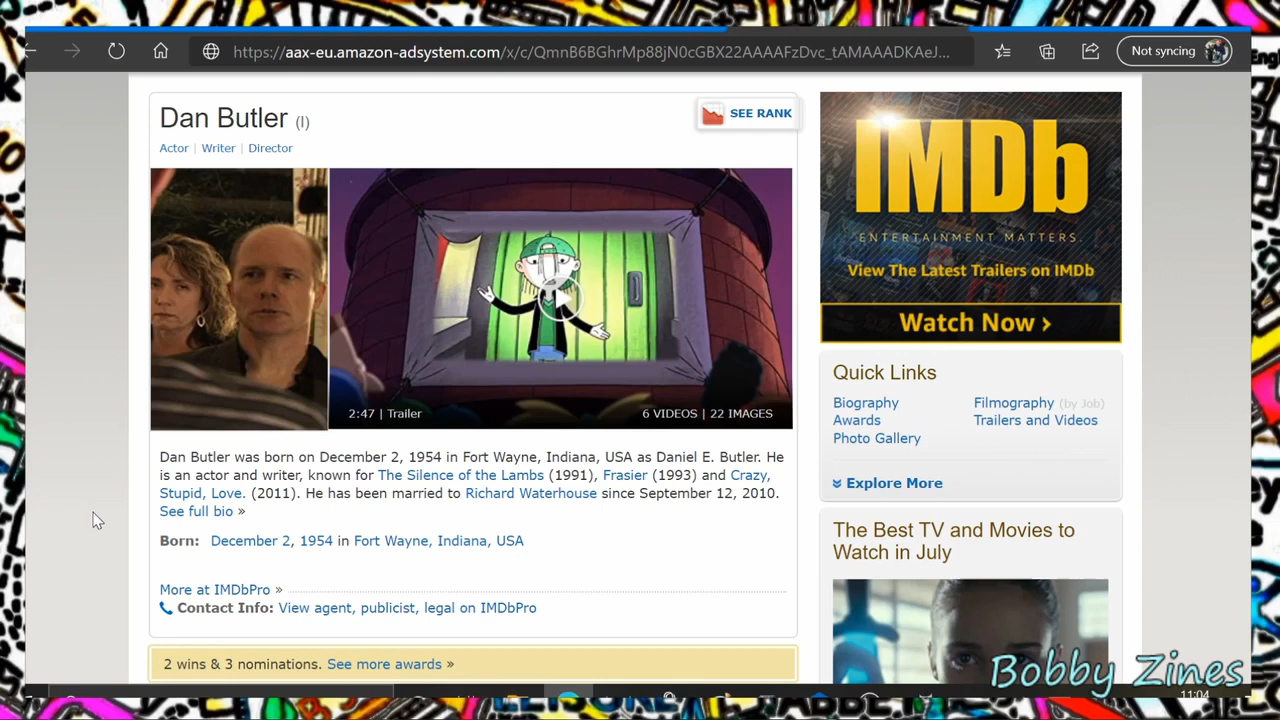 https://aax-eu.amazon-adsystem.com/x/c/QnnB6BGhrMp88jN0cGBX22AAAAFzDvc_tAMAAADKAeJ...
Not syncing
Dan Butler (I)
SEE RANK
Actor | Writer | Director
2:47 | Trailer
6 VIDEOS | 22 IMAGES
Dan Butler was born on December 2, 1954 in Fort Wayne, Indiana, USA as Daniel E. Butler. He
is an actor and writer, known for The Silence of the Lambs (1991), Frasier (1993) and Crazy,
Stupid, Love. (2011). He has been married to Richard Waterhouse since September 12, 2010.
See full bio »
Born: December 2, 1954 in Fort Wayne, Indiana, USA
More at IMDbPro »
Contact Info: View agent, publicist, legal on IMDbPro
2 wins & 3 nominations. See more awards »
IMDb
ENTERTAINMENT MATTERS.
View The Latest Trailers on IMDb
Watch Now ›
Quick Links
Biography
Filmography (by Job)
Awards
Trailers and Videos
Photo Gallery
Explore More
The Best TV and Movies to
Watch in July
Bobby Zines
11:04